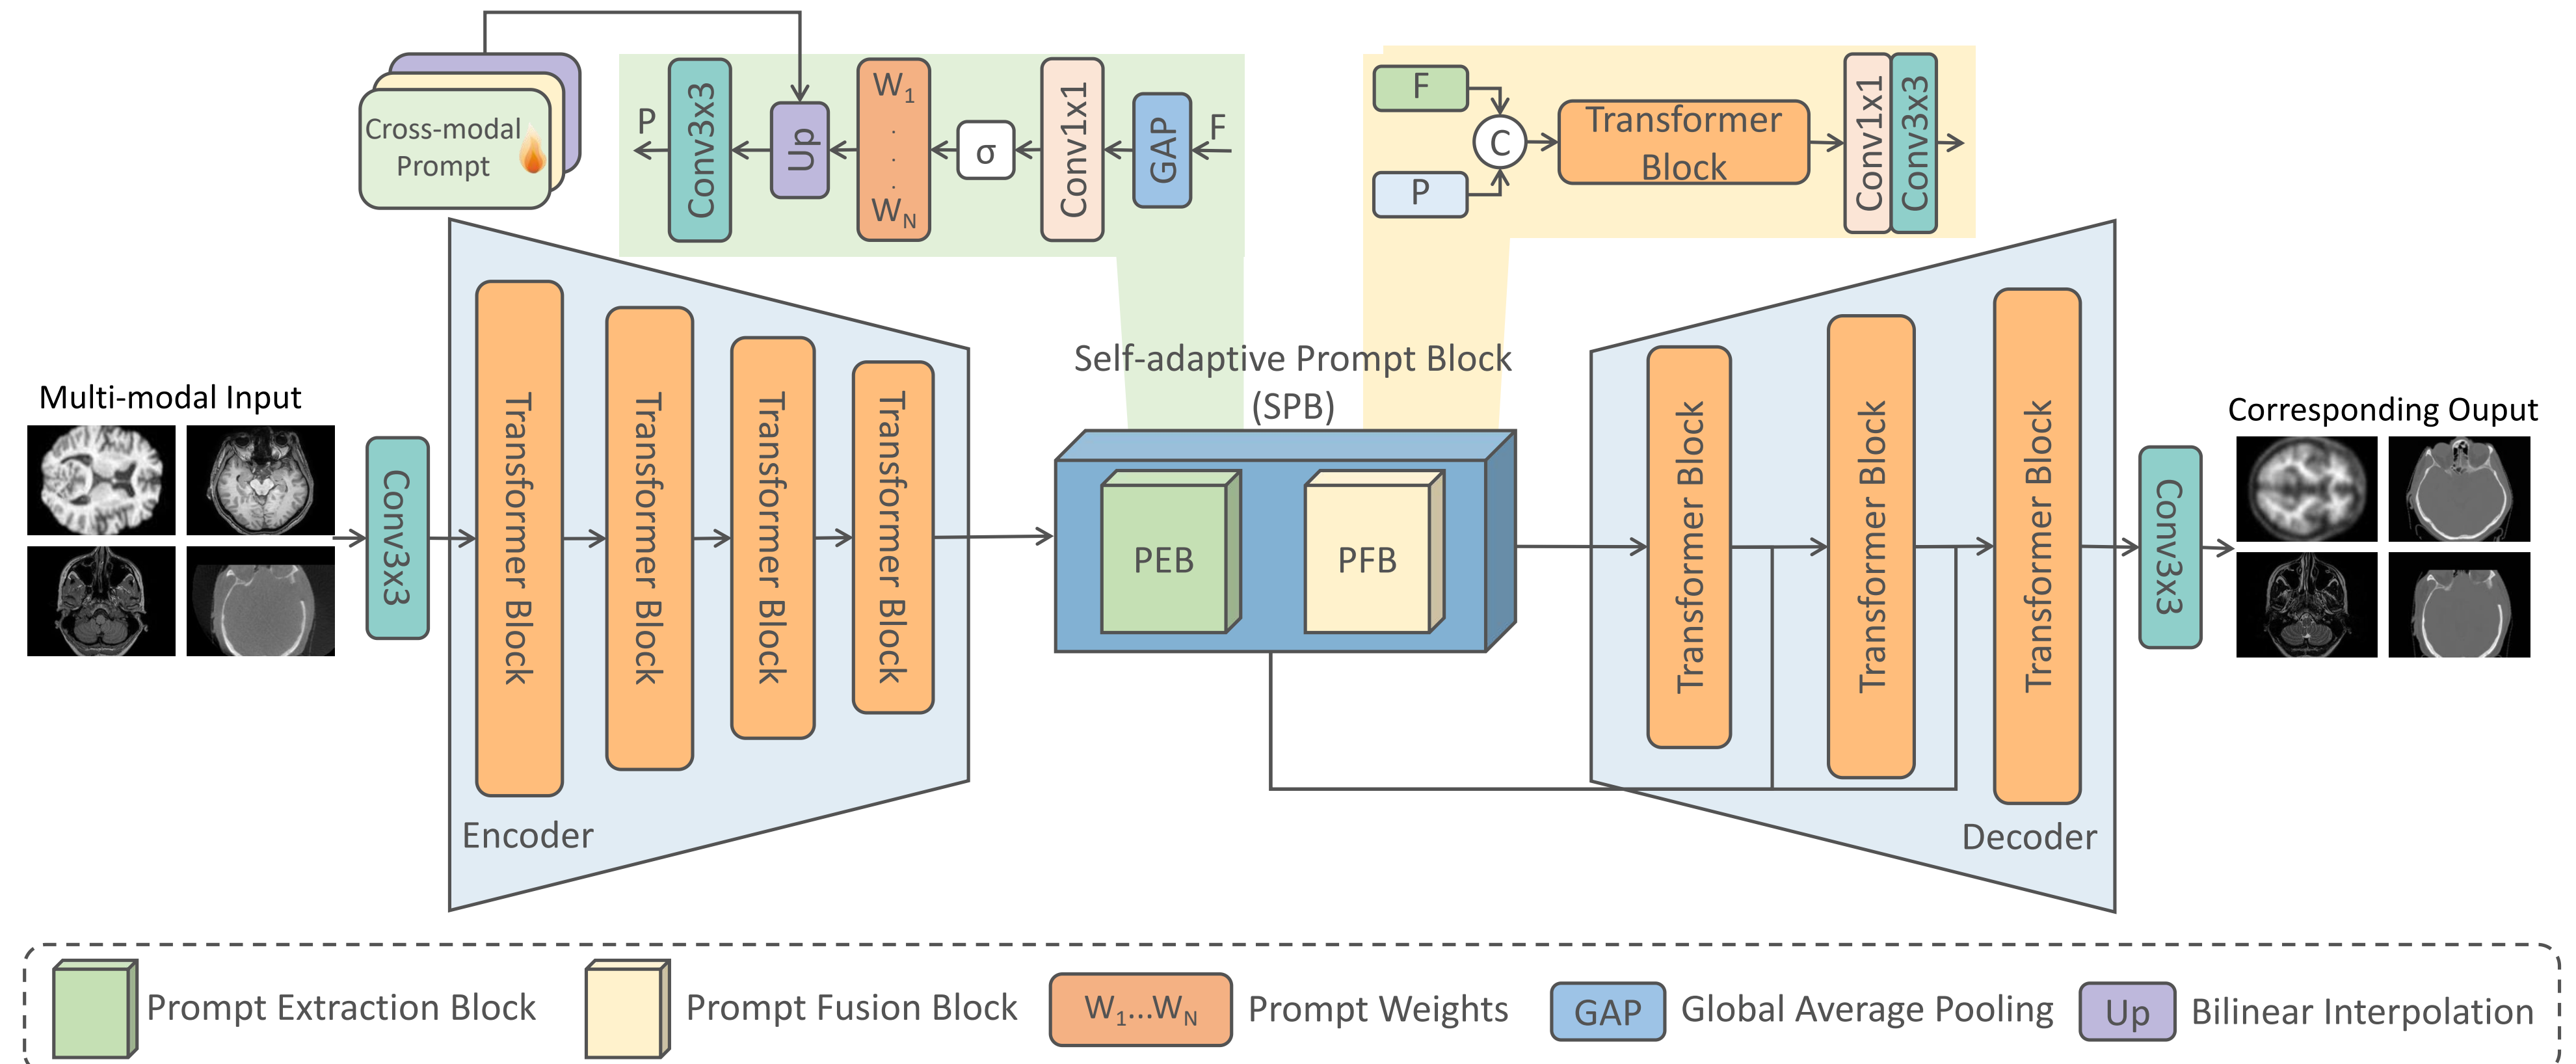 Cross-modal
Prompt
P
Conv3x3
Up
W1
.
.
.
WN
σ
Conv1x1
GAP
F
F
P
C
Transformer
Block
Conv1x1
Conv3x3
Multi-modal Input
Conv3x3
Transformer Block
Transformer Block
Transformer Block
Transformer Block
Encoder
Self-adaptive Prompt Block
(SPB)
PEB
PFB
Transformer Block
Transformer Block
Transformer Block
Decoder
Conv3x3
Corresponding Ouput
Prompt Extraction Block
Prompt Fusion Block
W1...WN
Prompt Weights
GAP
Global Average Pooling
Up
Bilinear Interpolation